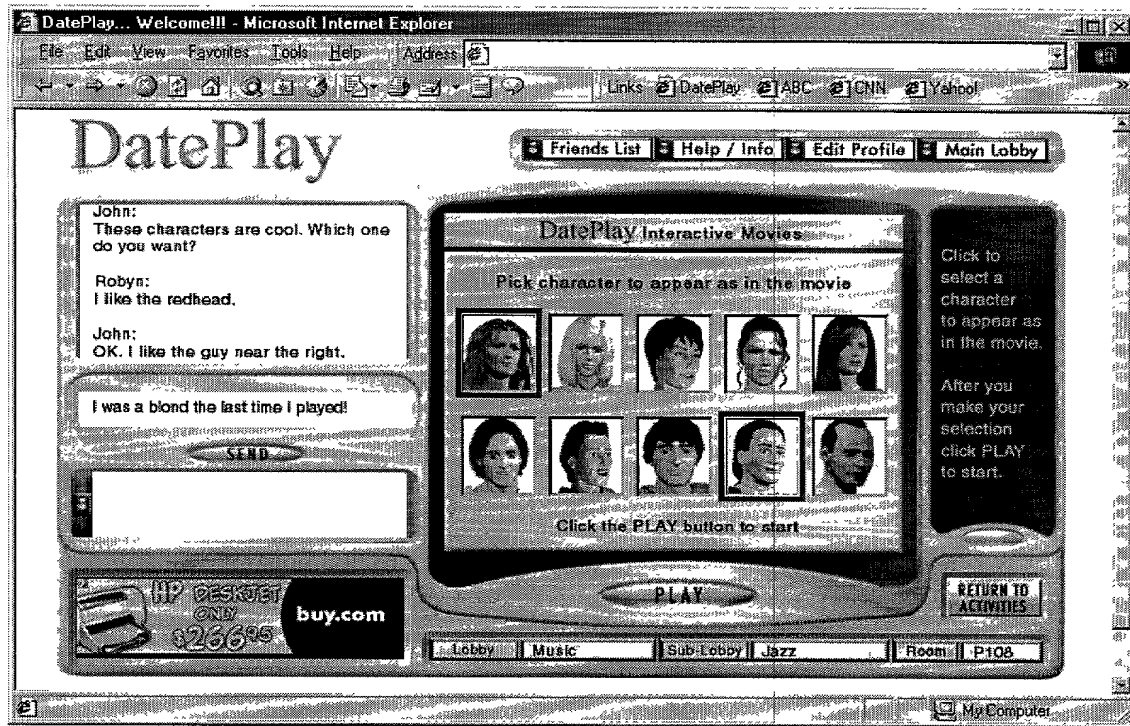 DatePlay... Welcome!!! - Microsoft Internet Explorer
File Edit View Favorites Tools Help Address
Links DatePlay ABC CNN Yahoo! »
DatePlay
Friends List Help / Info Edit Profile Main Lobby
John:
These characters are cool. Which one
do you want?
Robyn:
I like the redhead.
John:
OK. I like the guy near the right.
I was a blond the last time I played!
SEND
DatePlay Interactive Movies
Pick character to appear as in the movie
Click the PLAY button to start
PLAY
Click to
select a
character
to appear as
in the movie.
After you
make your
selection
click PLAY
to start.
RETURN TO
ACTIVITIES
HP DESKJET
ONLY
$266.95
buy.com
Lobby Music Sub-Lobby Jazz Room P108
My Computer